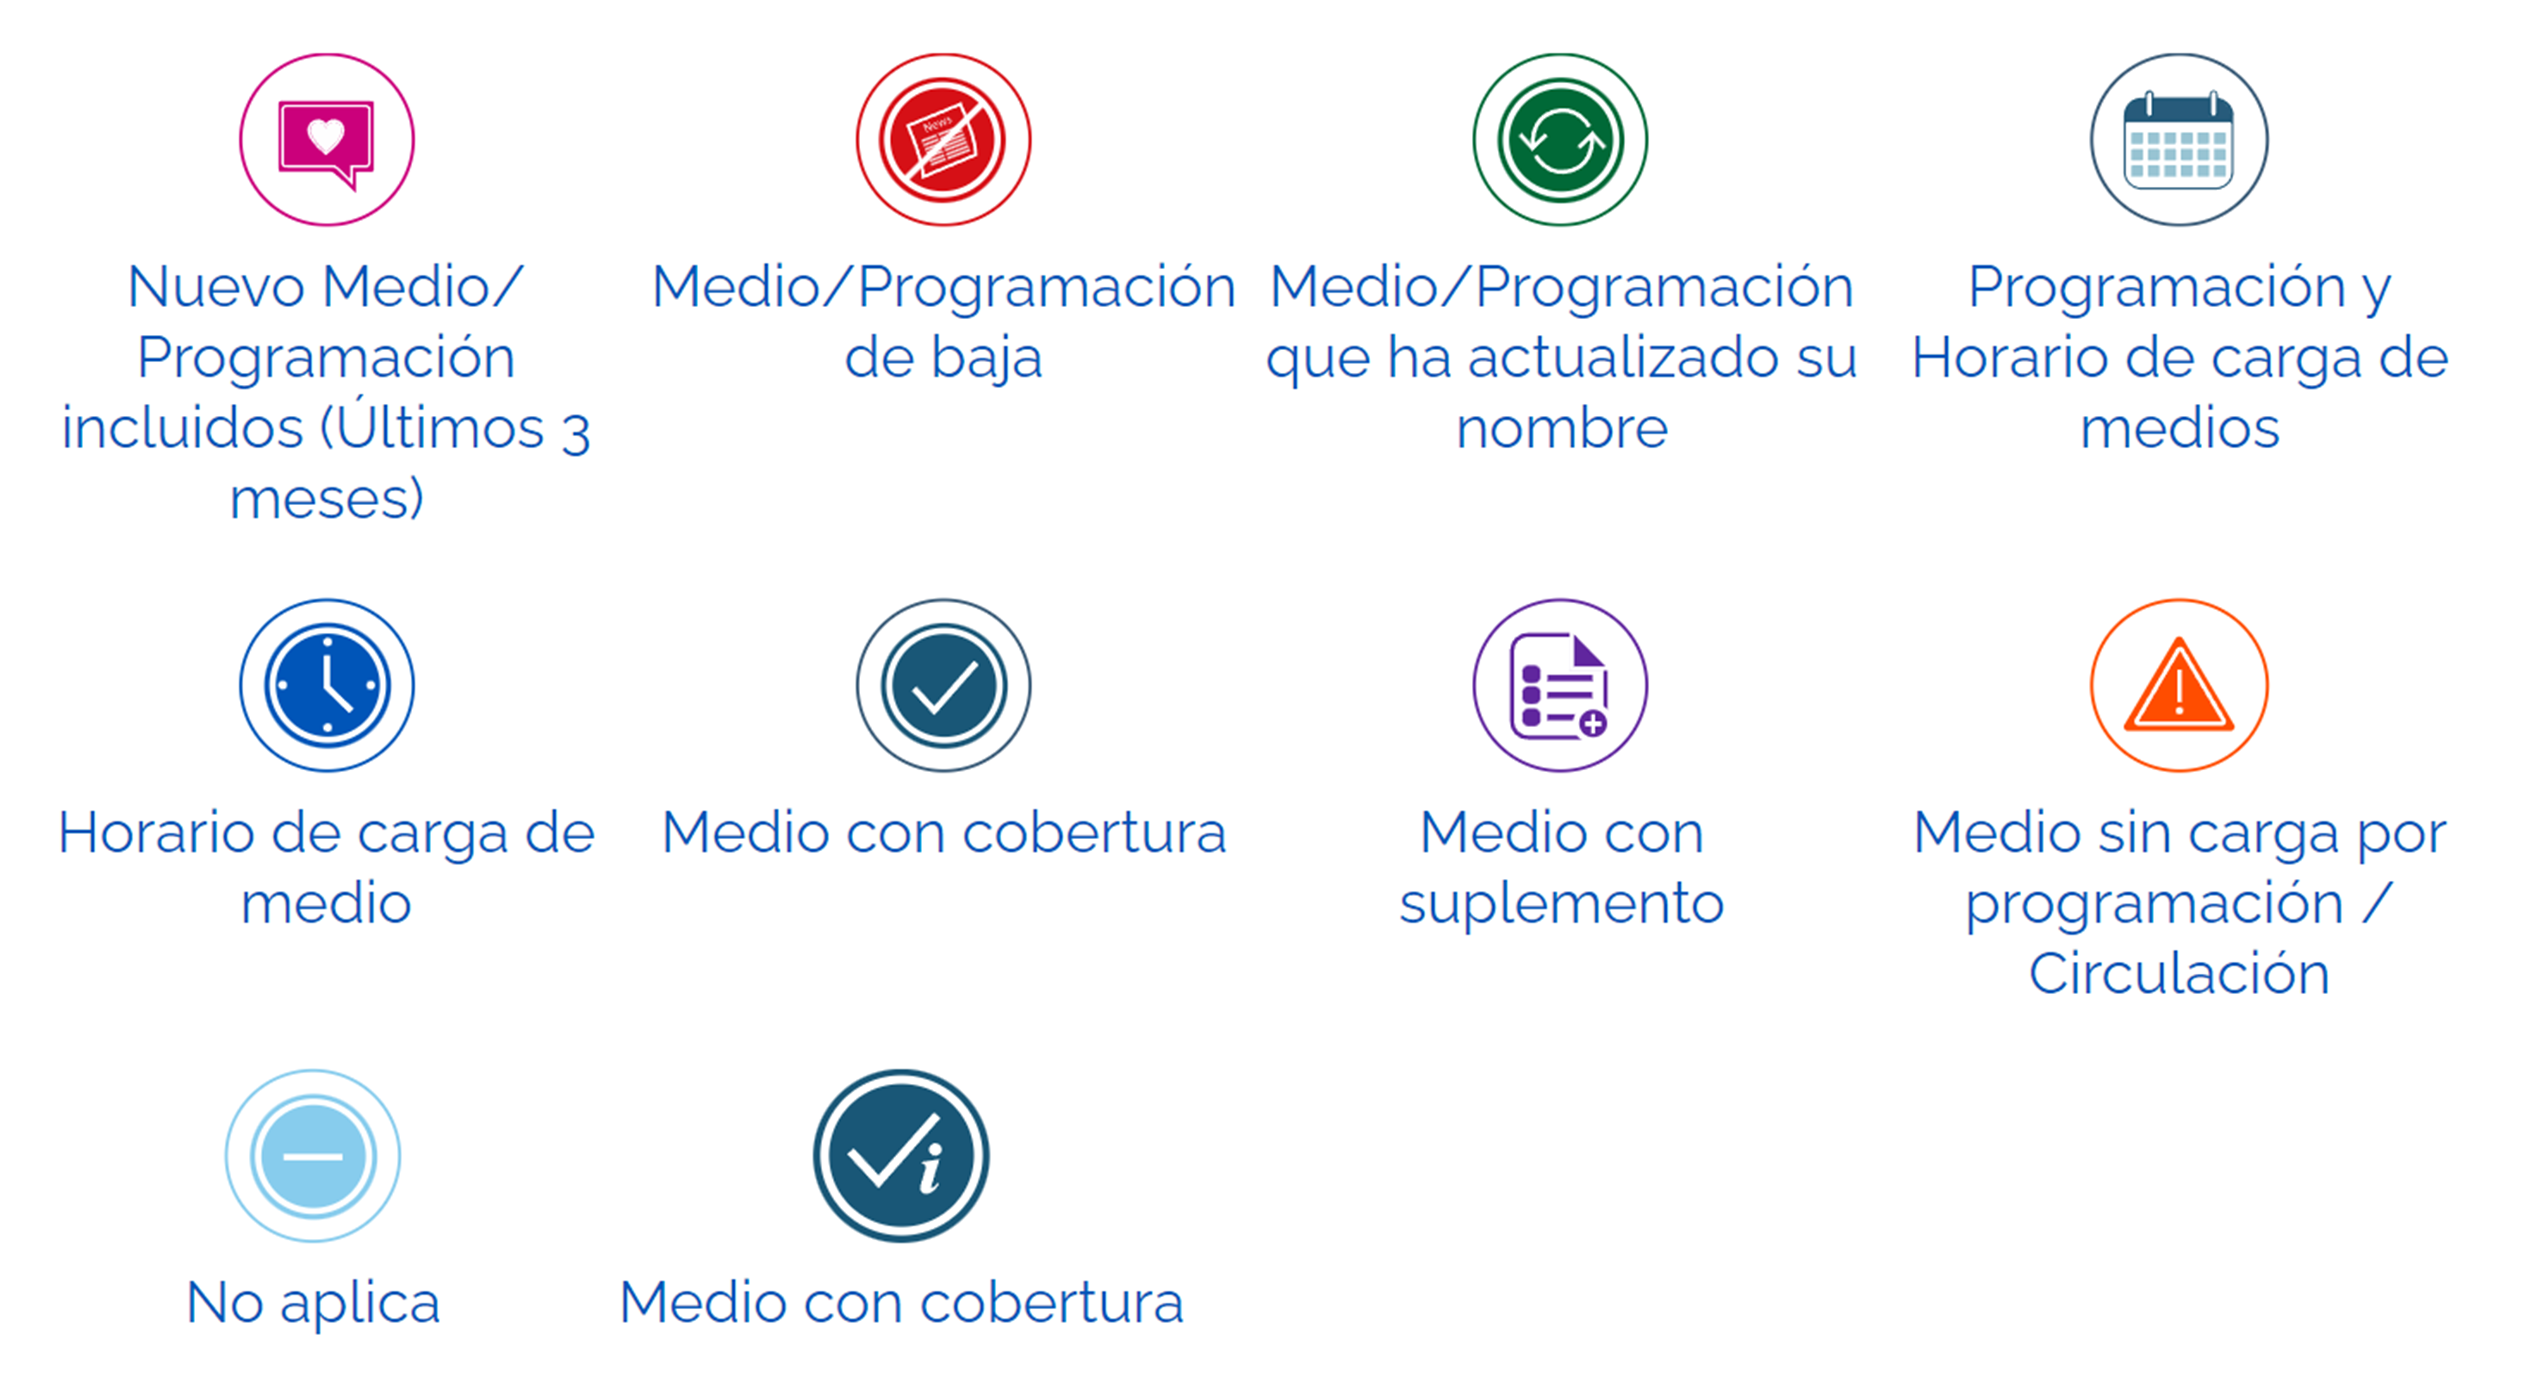 News
Nuevo Medio/
Programación
incluidos (Últimos 3
meses)
Medio/Programación
de baja
Medio/Programación
que ha actualizado su
nombre
Programación y
Horario de carga de
medios
Horario de carga de
medio
Medio con cobertura
Medio con
suplemento
Medio sin carga por
programación /
Circulación
No aplica
Medio con cobertura